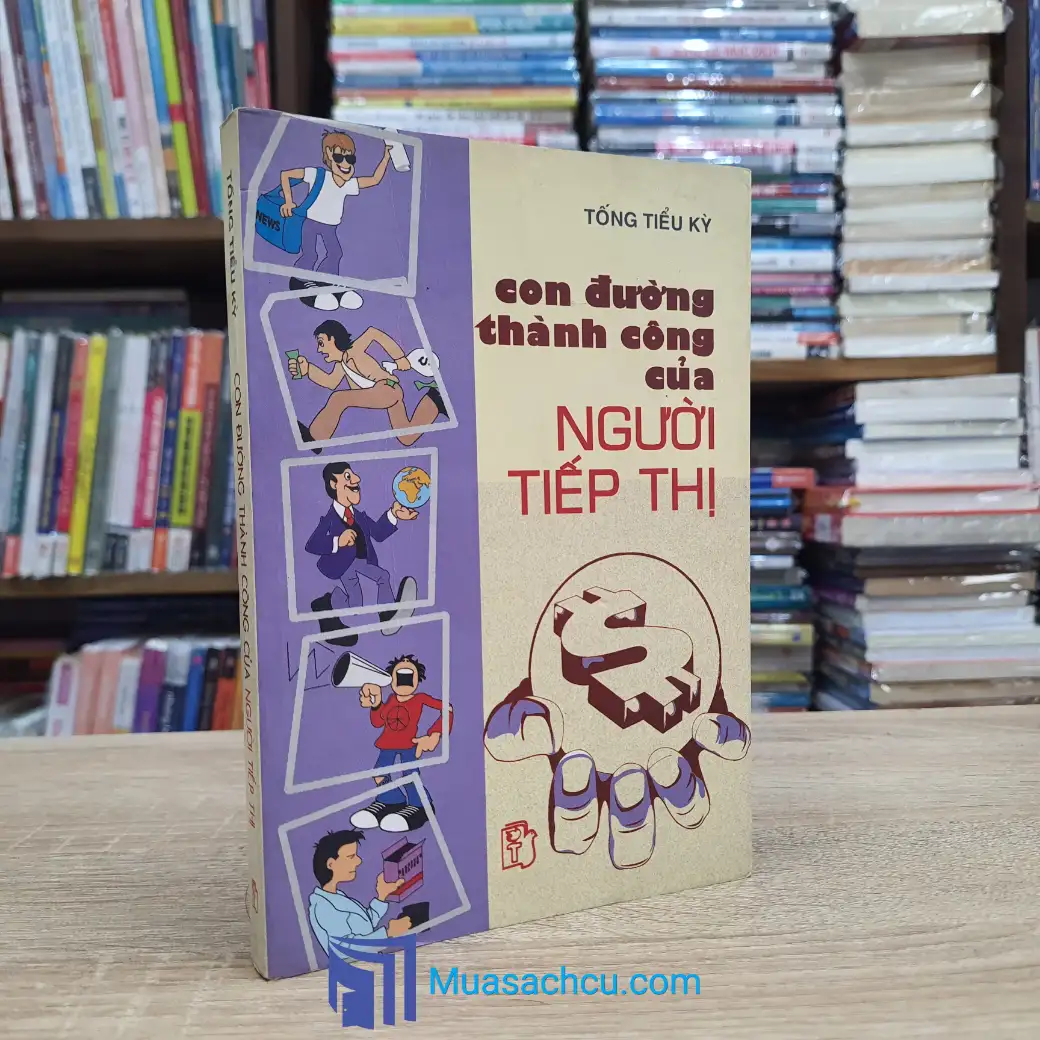 TỐNG TIỂU KỲ
con đường
thành công
của
NGƯỜI
TIẾP THỊ
TỐNG TIỂU KỲ CON ĐƯỜNG THÀNH CÔNG CỦA NGƯỜI TIẾP THỊ
NEWS
Muasachcu.com